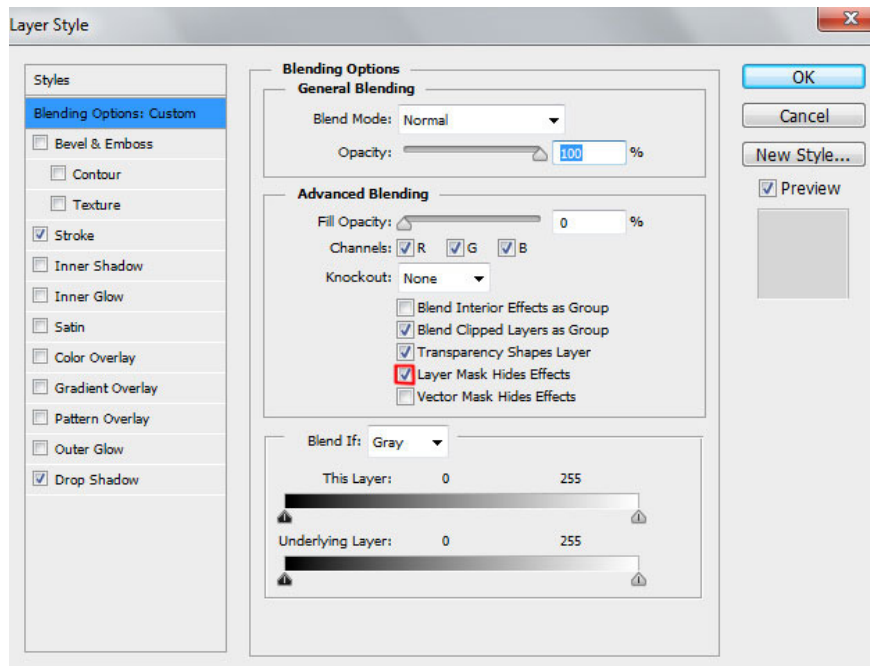 Layer Style
X
Styles
Blending Options: Custom
Bevel & Emboss
Contour
Texture
Stroke
Inner Shadow
Inner Glow
Satin
Color Overlay
Gradient Overlay
Pattern Overlay
Outer Glow
Drop Shadow
Blending Options
General Blending
Blend Mode: Normal
Opacity: 100 %
Advanced Blending
Fill Opacity: 0 %
Channels: R G B
Knockout: None
Blend Interior Effects as Group
Blend Clipped Layers as Group
Transparency Shapes Layer
Layer Mask Hides Effects
Vector Mask Hides Effects
Blend If: Gray
This Layer: 0 255
Underlying Layer: 0 255
OK
Cancel
New Style...
Preview